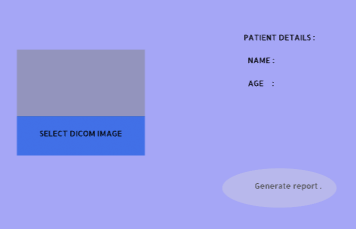 PATIENT DETAILS :
NAME :
AGE :
SELECT DICOM IMAGE
Generate report .